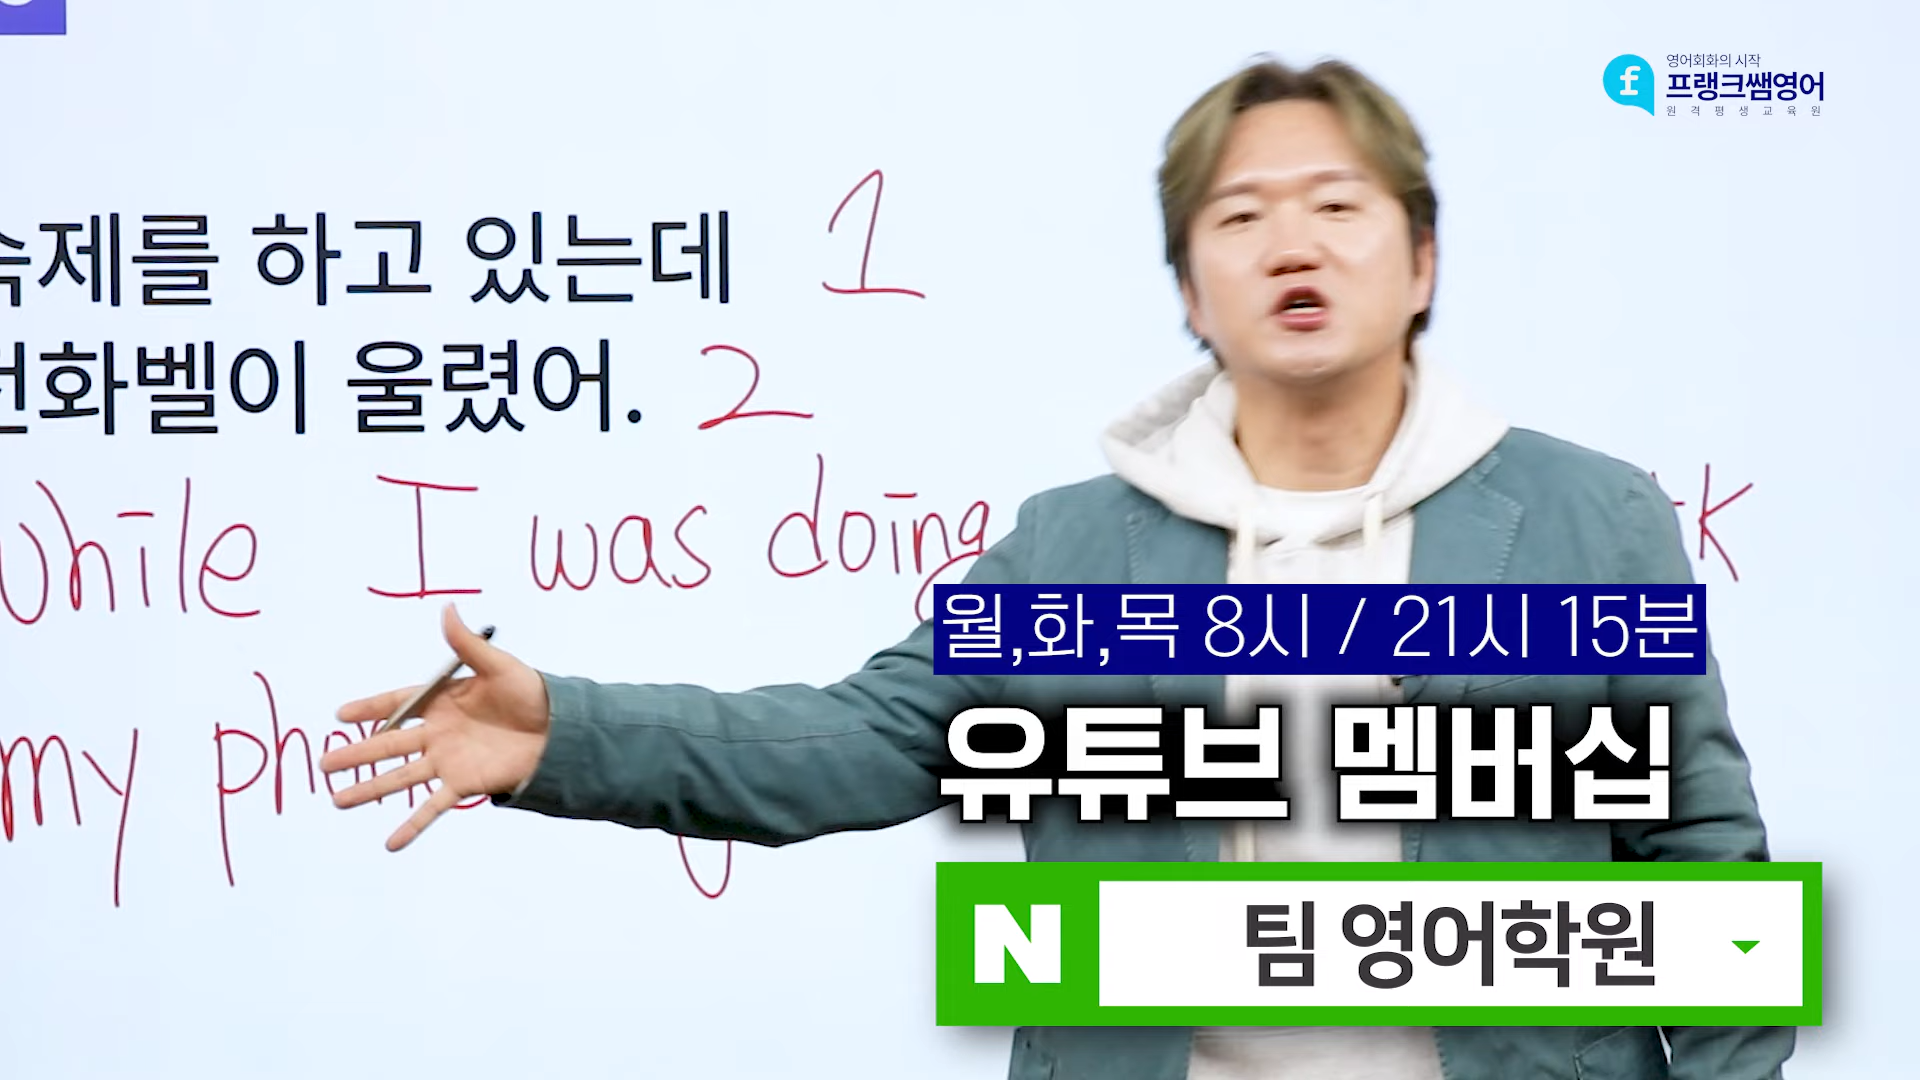 영어회화의 시작
프랭크쌤영어
원격평생교육원
숙제를 하고 있는데 1
전화벨이 울렸어. 2
while I was doing
my phone
월,화,목 8시 / 21시 15분
유튜브 멤버십
N 팀 영어학원